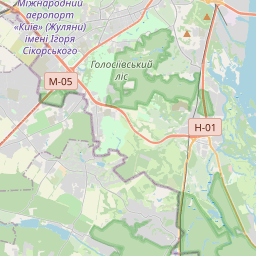 Міжнародний
аеропорт
«Київ» (Жуляни)
імені Ігоря
Сікорського
Голосіївський
ліс
М-05
Н-01